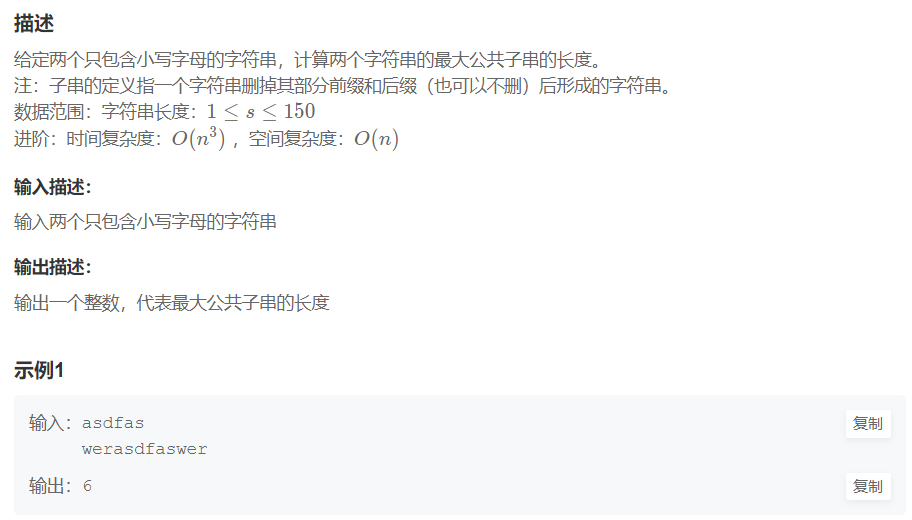 描述
给定两个只包含小写字母的字符串，计算两个字符串的最大公共子串的长度。
注：子串的定义指一个字符串删掉其部分前缀和后缀（也可以不删）后形成的字符串。
数据范围：字符串长度：1 ≤ s ≤ 150
进阶：时间复杂度：O(n³) ，空间复杂度：O(n)
输入描述：
输入两个只包含小写字母的字符串
输出描述：
输出一个整数，代表最大公共子串的长度
示例1
输入：asdfas 复制
werasdfaswer
输出：6 复制